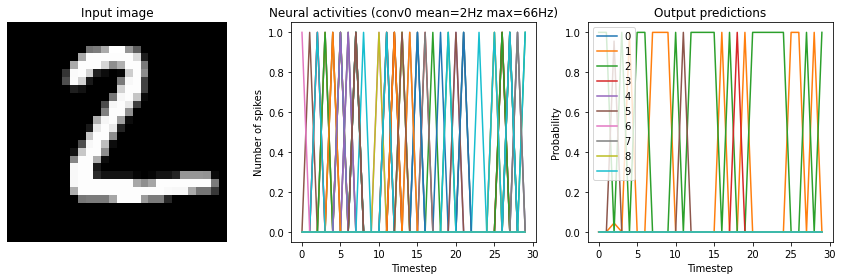 Input image
2
Neural activities (conv0 mean=2Hz max=66Hz)
Number of spikes
1.0
0.8
0.6
0.4
0.2
0.0
0 5 10 15 20 25 30
Timestep
Output predictions
Probability
1.0
0.8
0.6
0.4
0.2
0.0
0
1
2
3
4
5
6
7
8
9
0 5 10 15 20 25 30
Timestep